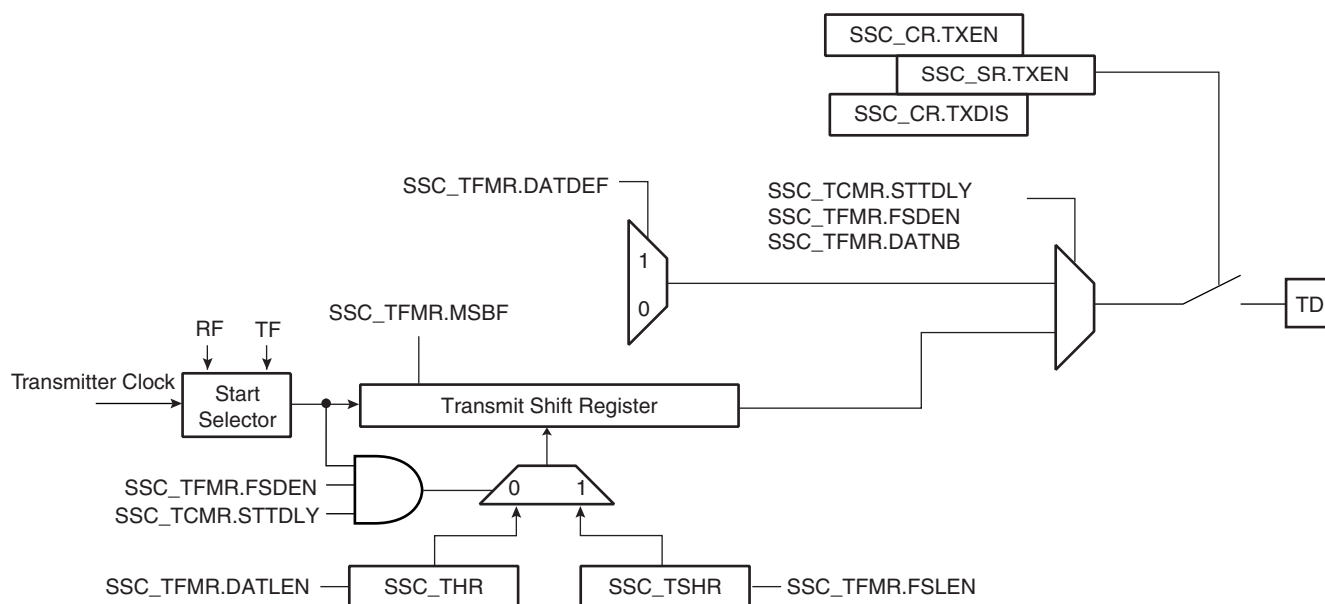 SSC_CR.TXEN
SSC_SR.TXEN
SSC_CR.TXDIS
SSC_TFMR.DATDEF
SSC_TCMR.STTDLY
SSC_TFMR.FSDEN
SSC_TFMR.DATNB
1
0
TD
SSC_TFMR.MSBF
RF TF
Transmitter Clock
Start
Selector
Transmit Shift Register
SSC_TFMR.FSDEN
SSC_TCMR.STTDLY
0 1
SSC_TFMR.DATLEN
SSC_THR
SSC_TSHR
SSC_TFMR.FSLEN